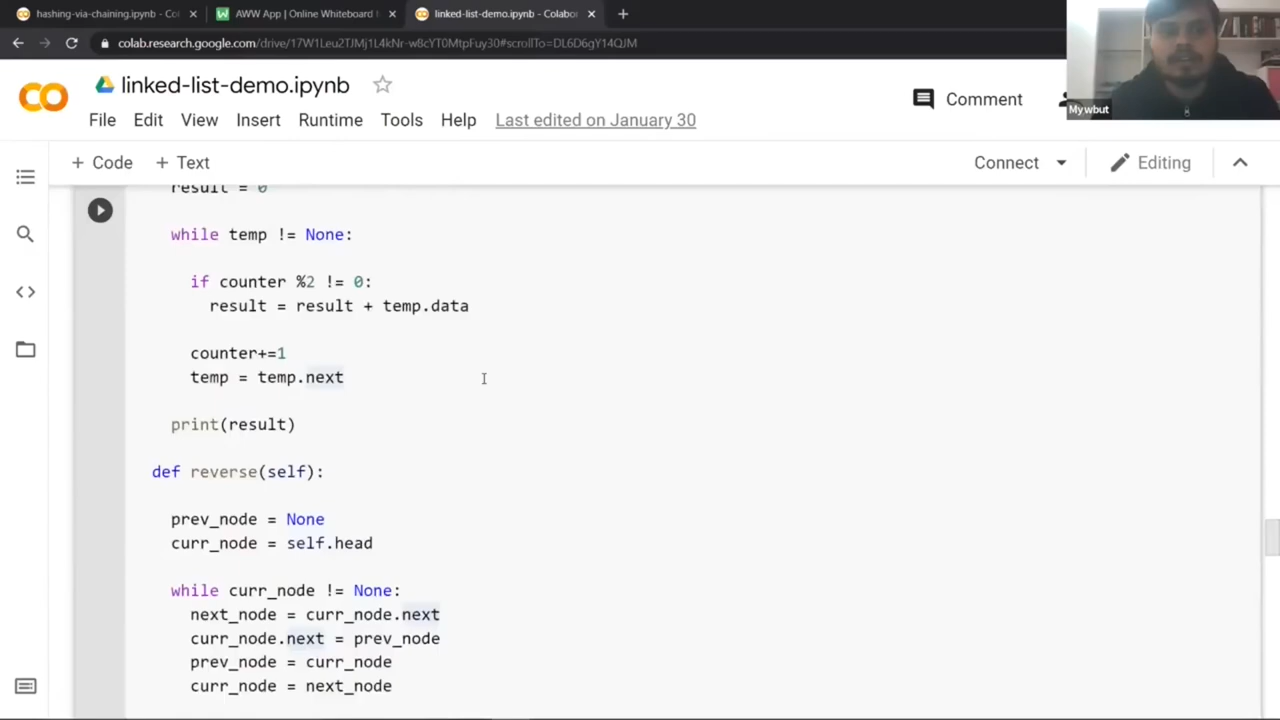 hashing-via-chaining.ipynb - Col
AWW App | Online Whiteboard
linked-list-demo.ipynb - Colabor
colab.research.google.com/drive/17W1Leu2TJMj1L4kNr-w8cYT0MtpFuy30#scrollTo=DL6D6gY14QJM
CO
linked-list-demo.ipynb
File Edit View Insert Runtime Tools Help Last edited on January 30
Comment
Mywbut
+ Code + Text
Connect
Editing
result = 0
while temp != None:
if counter %2 != 0:
result = result + temp.data
counter+=1
temp = temp.next
print(result)
def reverse(self):
prev_node = None
curr_node = self.head
while curr_node != None:
next_node = curr_node.next
curr_node.next = prev_node
prev_node = curr_node
curr_node = next_node